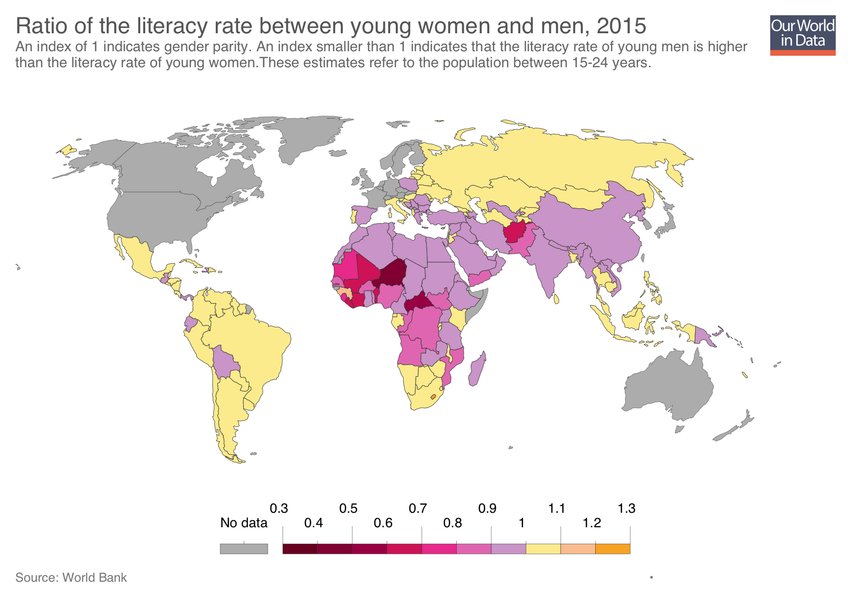 Ratio of the literacy rate between young women and men, 2015
An index of 1 indicates gender parity. An index smaller than 1 indicates that the literacy rate of young men is higher
than the literacy rate of young women.These estimates refer to the population between 15-24 years.
Our World
in Data
0.3 0.5 0.7 0.9 1.1 1.3
No data 0.4 0.6 0.8 1 1.2
Source: World Bank